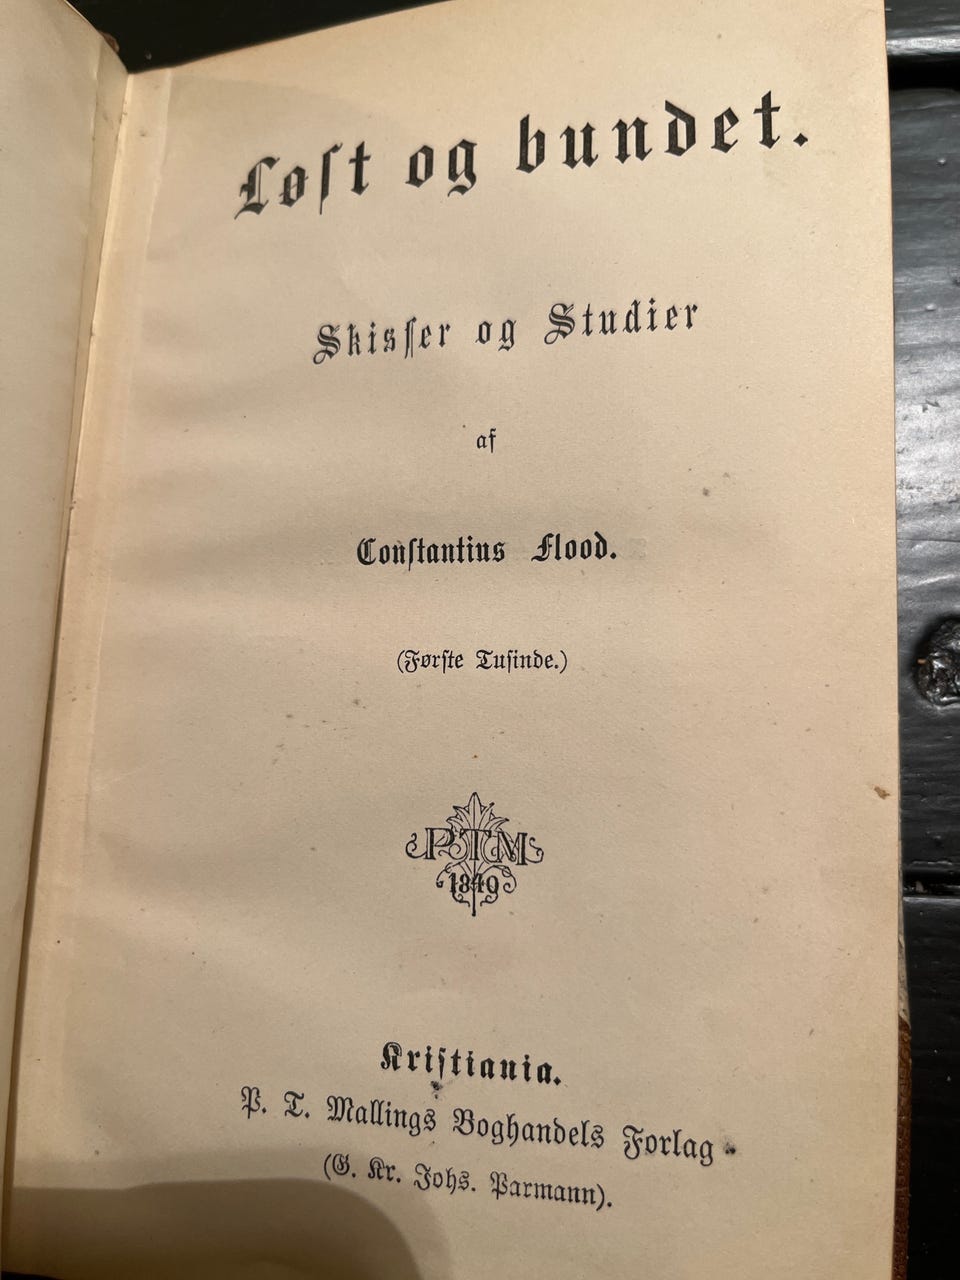 Løst og bundet.
Skisser og Studier
af
Constantius Flood.
(Første Tusinde.)
PTM
1849
Kristiania.
P. T. Mallings Boghandels Forlag
(G. Kr. Johs. Parmann).